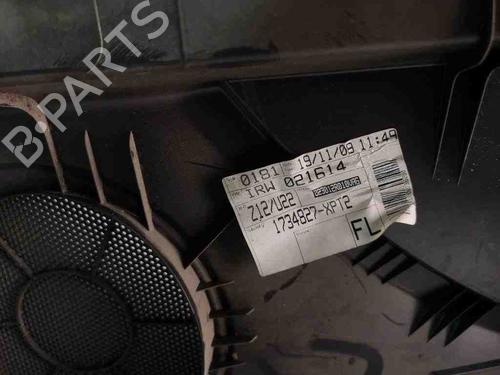 B-PARTS
0181 19/11/09 11:49
IRW 021614
Z12/U22
1734827-XPT2
FL